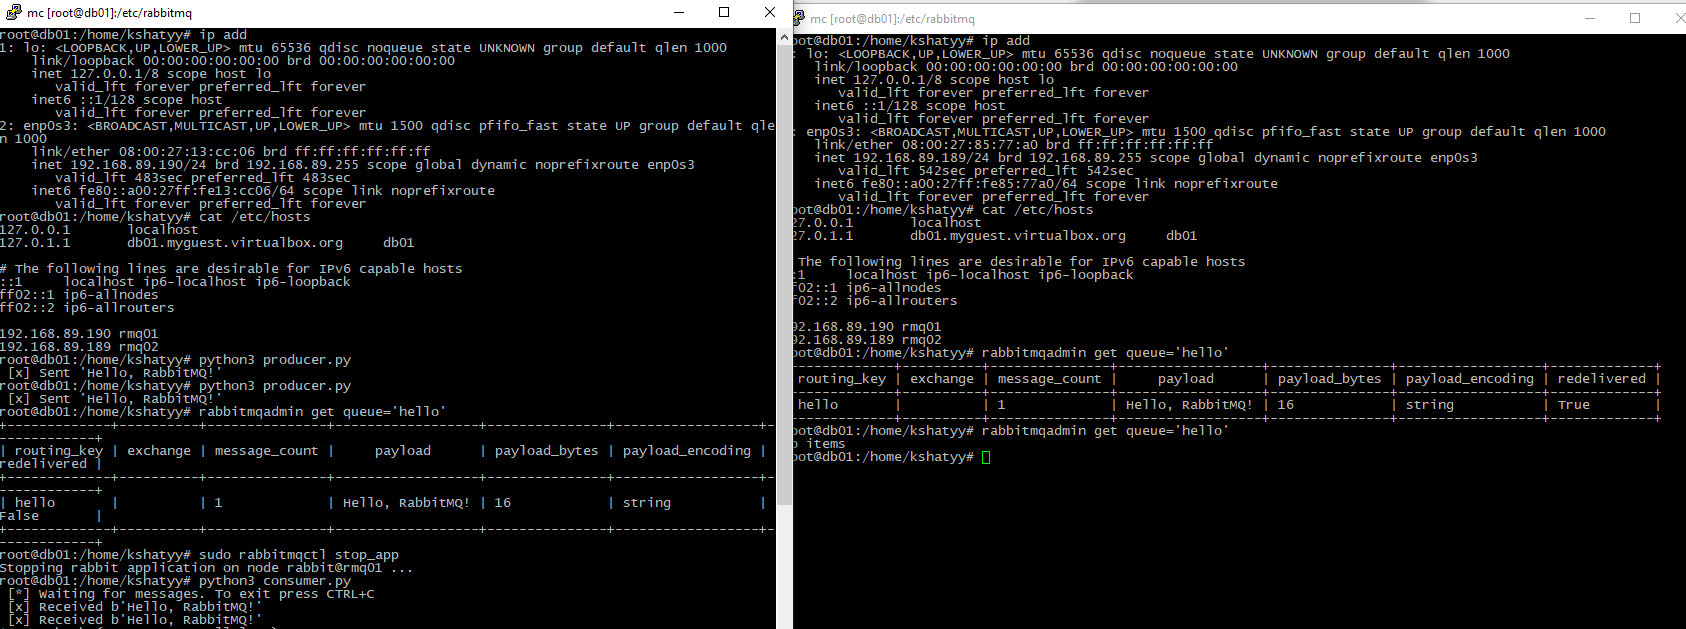 mc [root@db01]:/etc/rabbitmq
root@db01:/home/kshatyy# ip add
1: lo: <LOOPBACK,UP,LOWER_UP> mtu 65536 qdisc noqueue state UNKNOWN group default qlen 1000
link/loopback 00:00:00:00:00:00 brd 00:00:00:00:00:00
inet 127.0.0.1/8 scope host lo
valid_lft forever preferred_lft forever
inet6 ::1/128 scope host
valid_lft forever preferred_lft forever
2: enp0s3: <BROADCAST,MULTICAST,UP,LOWER_UP> mtu 1500 qdisc pfifo_fast state UP group default qle
n 1000
link/ether 08:00:27:13:cc:06 brd ff:ff:ff:ff:ff:ff
inet 192.168.89.190/24 brd 192.168.89.255 scope global dynamic noprefixroute enp0s3
valid_lft 483sec preferred_lft 483sec
inet6 fe80::a00:27ff:fe13:cc06/64 scope link noprefixroute
valid_lft forever preferred_lft forever
root@db01:/home/kshatyy# cat /etc/hosts
127.0.0.1 localhost
127.0.1.1 db01.myguest.virtualbox.org db01
# The following lines are desirable for IPv6 capable hosts
::1 localhost ip6-localhost ip6-loopback
ff02::1 ip6-allnodes
ff02::2 ip6-allrouters
192.168.89.190 rmq01
192.168.89.189 rmq02
root@db01:/home/kshatyy# python3 producer.py
[x] Sent 'Hello, RabbitMQ!'
root@db01:/home/kshatyy# python3 producer.py
[x] Sent 'Hello, RabbitMQ!'
root@db01:/home/kshatyy# rabbitmqadmin get queue='hello'
| routing_key | exchange | message_count | payload | payload_bytes | payload_encoding |
redelivered |
| hello | | 1 | Hello, RabbitMQ! | 16 | string |
False |
root@db01:/home/kshatyy# sudo rabbitmqctl stop_app
Stopping rabbit application on node rabbit@rmq01 ...
root@db01:/home/kshatyy# python3 consumer.py
[*] Waiting for messages. To exit press CTRL+C
[x] Received b'Hello, RabbitMQ!'
[x] Received b'Hello, RabbitMQ!'
mc [root@db01]:/etc/rabbitmq
oot@db01:/home/kshatyy# ip add
: lo: <LOOPBACK,UP,LOWER_UP> mtu 65536 qdisc noqueue state UNKNOWN group default qlen 1000
link/loopback 00:00:00:00:00:00 brd 00:00:00:00:00:00
inet 127.0.0.1/8 scope host lo
valid_lft forever preferred_lft forever
inet6 ::1/128 scope host
valid_lft forever preferred_lft forever
: enp0s3: <BROADCAST,MULTICAST,UP,LOWER_UP> mtu 1500 qdisc pfifo_fast state UP group default qlen 1000
link/ether 08:00:27:85:77:a0 brd ff:ff:ff:ff:ff:ff
inet 192.168.89.189/24 brd 192.168.89.255 scope global dynamic noprefixroute enp0s3
valid_lft 542sec preferred_lft 542sec
inet6 fe80::a00:27ff:fe85:77a0/64 scope link noprefixroute
valid_lft forever preferred_lft forever
oot@db01:/home/kshatyy# cat /etc/hosts
27.0.0.1 localhost
27.0.1.1 db01.myguest.virtualbox.org db01
The following lines are desirable for IPv6 capable hosts
:1 localhost ip6-localhost ip6-loopback
f02::1 ip6-allnodes
f02::2 ip6-allrouters
92.168.89.190 rmq01
92.168.89.189 rmq02
oot@db01:/home/kshatyy# rabbitmqadmin get queue='hello'
routing_key | exchange | message_count | payload | payload_bytes | payload_encoding | redelivered |
hello | | 1 | Hello, RabbitMQ! | 16 | string | True |
oot@db01:/home/kshatyy# rabbitmqadmin get queue='hello'
o items
oot@db01:/home/kshatyy#